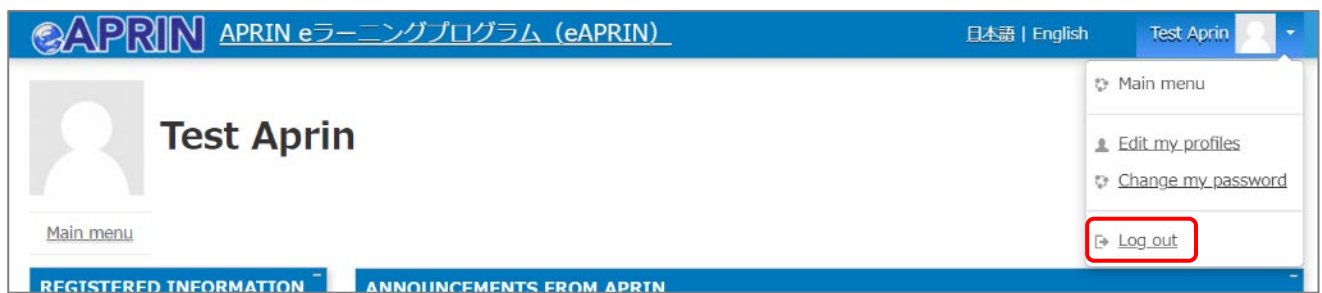 eAPRIN APRIN eラーニングプログラム（eAPRIN） 日本語 | English Test Aprin
Main menu
Test Aprin
Edit my profiles
Change my password
Main menu
Log out
REGISTERED INFORMATION ANNOUNCEMENTS FROM APRIN